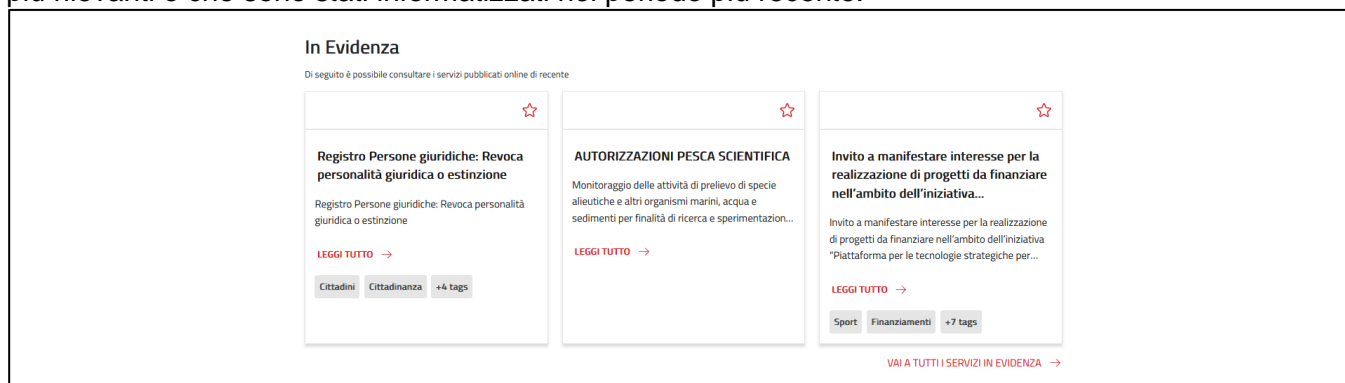 più rilevanti e che sono stati informatizzati nel periodo più recente.
In Evidenza
Di seguito è possibile consultare i servizi pubblicati online di recente
Registro Persone giuridiche: Revoca
personalità giuridica o estinzione
Registro Persone giuridiche: Revoca personalità
giuridica o estinzione
LEGGI TUTTO →
Cittadini Cittadinanza +4 tags
AUTORIZZAZIONI PESCA SCIENTIFICA
Monitoraggio delle attività di prelievo di specie
alieutiche e altri organismi marini, acqua e
sedimenti per finalità di ricerca e sperimentazion...
LEGGI TUTTO →
Invito a manifestare interesse per la
realizzazione di progetti da finanziare
nell'ambito dell'iniziativa...
Invito a manifestare interesse per la realizzazione
di progetti da finanziare nell'ambito dell'iniziativa
"Piattaforma per le tecnologie strategiche per...
LEGGI TUTTO →
Sport Finanziamenti +7 tags
VAI A TUTTI I SERVIZI IN EVIDENZA →